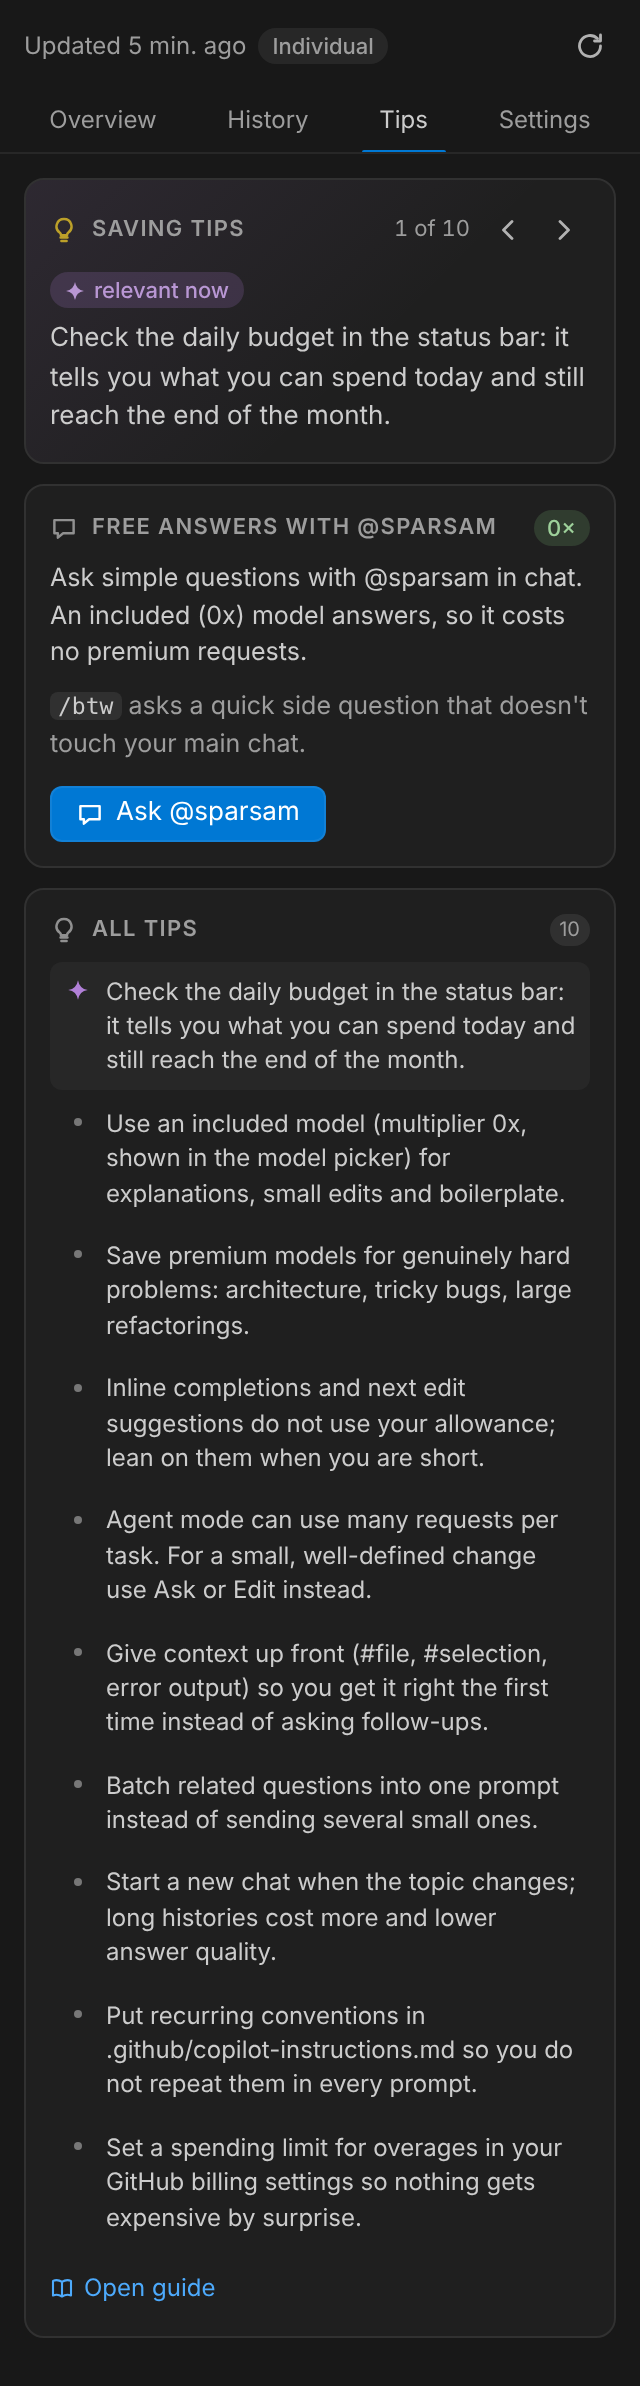 Updated 5 min. ago Individual
Overview History Tips Settings
SAVING TIPS 1 of 10
relevant now
Check the daily budget in the status bar: it
tells you what you can spend today and still
reach the end of the month.
FREE ANSWERS WITH @SPARSAM 0×
Ask simple questions with @sparsam in chat.
An included (0x) model answers, so it costs
no premium requests.
/btw asks a quick side question that doesn't
touch your main chat.
Ask @sparsam
ALL TIPS 10
Check the daily budget in the status bar:
it tells you what you can spend today and
still reach the end of the month.
Use an included model (multiplier 0x,
shown in the model picker) for
explanations, small edits and boilerplate.
Save premium models for genuinely hard
problems: architecture, tricky bugs, large
refactorings.
Inline completions and next edit
suggestions do not use your allowance;
lean on them when you are short.
Agent mode can use many requests per
task. For a small, well-defined change
use Ask or Edit instead.
Give context up front (#file, #selection,
error output) so you get it right the first
time instead of asking follow-ups.
Batch related questions into one prompt
instead of sending several small ones.
Start a new chat when the topic changes;
long histories cost more and lower
answer quality.
Put recurring conventions in
.github/copilot-instructions.md so you do
not repeat them in every prompt.
Set a spending limit for overages in your
GitHub billing settings so nothing gets
expensive by surprise.
Open guide